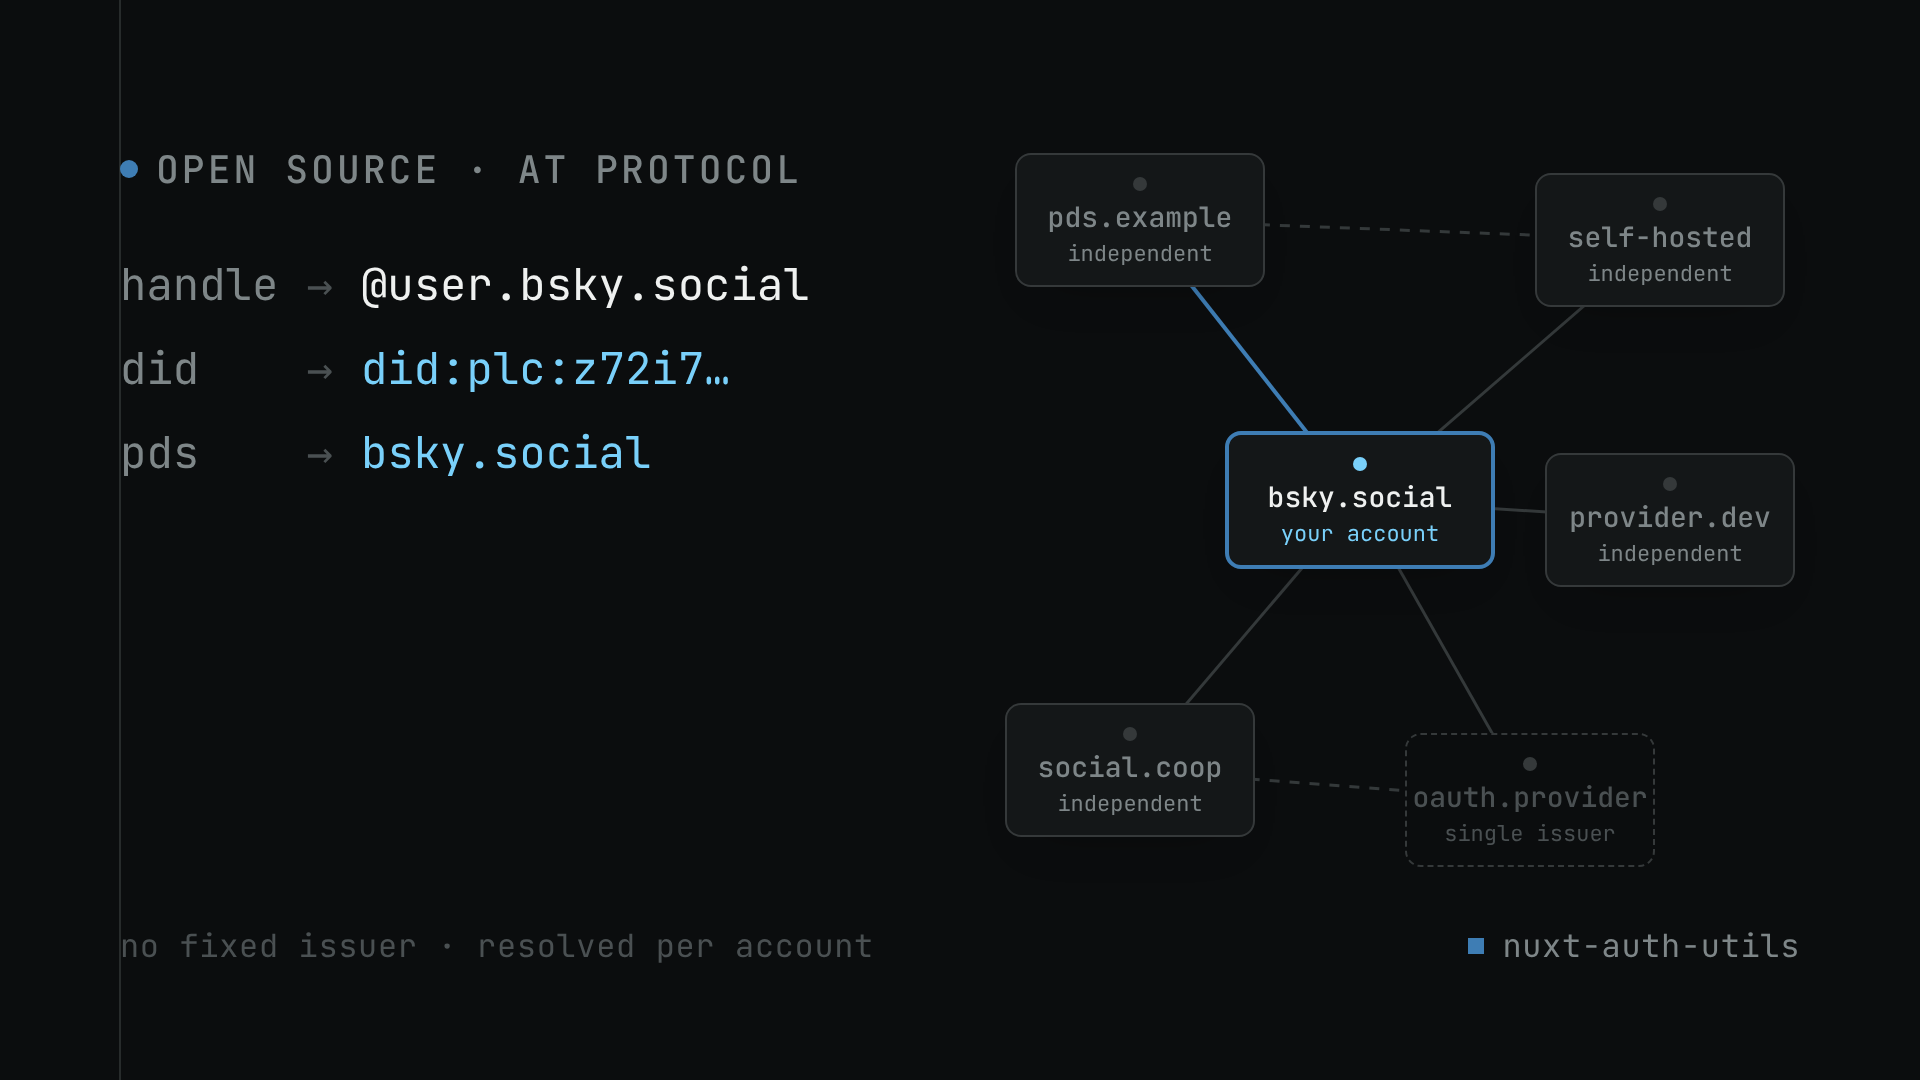 OPEN SOURCE · AT PROTOCOL
handle → @user.bsky.social
did → did:plc:z72i7…
pds → bsky.social
pds.example
independent
self-hosted
independent
bsky.social
your account
provider.dev
independent
social.coop
independent
oauth.provider
single issuer
no fixed issuer · resolved per account
nuxt-auth-utils